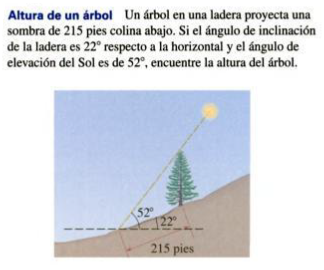 Altura de un árbol Un árbol en una ladera proyecta una
sombra de 215 pies colina abajo. Si el ángulo de inclinación
de la ladera es 22° respecto a la horizontal y el ángulo de
elevación del Sol es de 52°, encuentre la altura del árbol.
52°
22°
215 pies